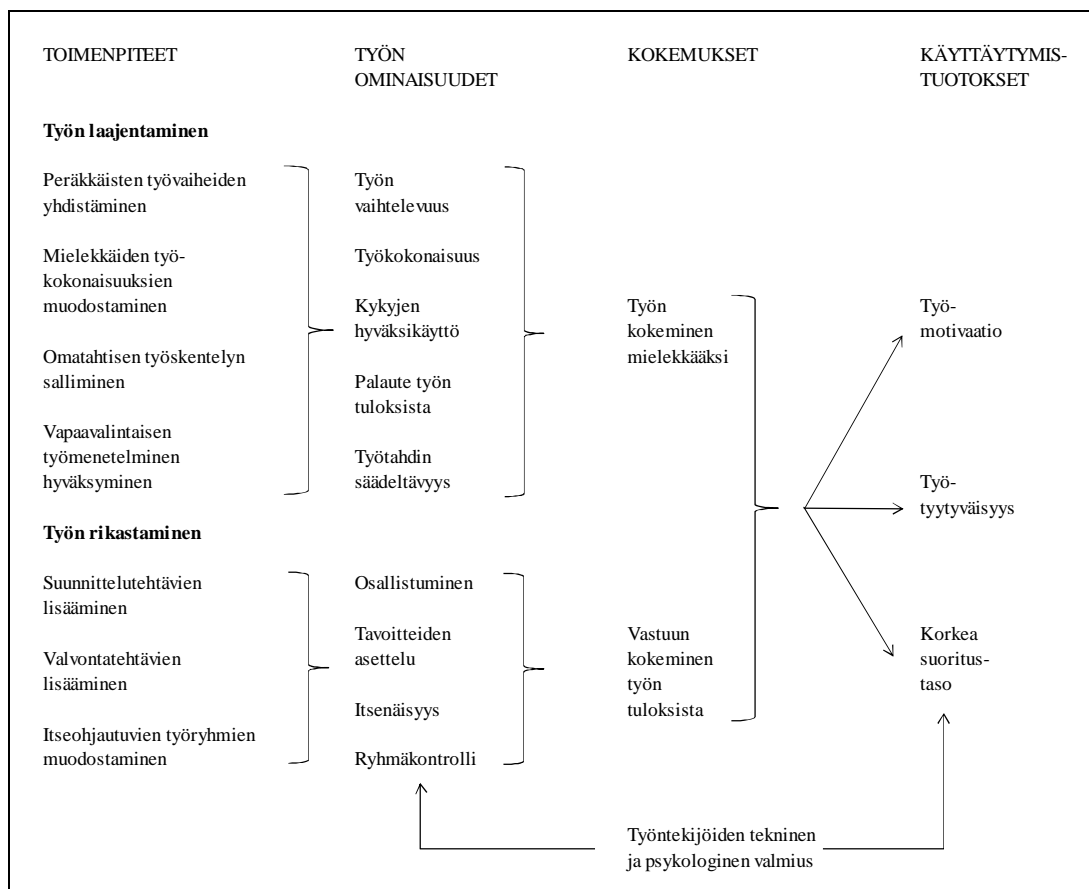 TOIMENPITEET
TYÖN
OMINAISUUDET
KOKEMUKSET
KÄYTTÄYTYMIS-
TUOTOKSET
Työn laajentaminen
Peräkkäisten työvaiheiden
yhdistäminen
Mielekkäiden työ-
kokonaisuuksien
muodostaminen
Omatahtisen työskentelyn
salliminen
Vapaavalintaisen
työmenetelminen
hyväksyminen
Työn
vaihtelevuus
Työkokonaisuus
Kykyjen
hyväksikäyttö
Palaute työn
tuloksista
Työtahdin
säädeltävyys
Työn
kokeminen
mielekkääksi
Työ-
motivaatio
Työ-
tyytyväisyys
Työn rikastaminen
Suunnittelutehtävien
lisääminen
Valvontatehtävien
lisääminen
Itseohjautuvien työryhmien
muodostaminen
Osallistuminen
Tavoitteiden
asettelu
Itsenäisyys
Ryhmäkontrolli
Vastuun
kokeminen
työn
tuloksista
Korkea
suoritus-
taso
Työntekijöiden tekninen
ja psykologinen valmius